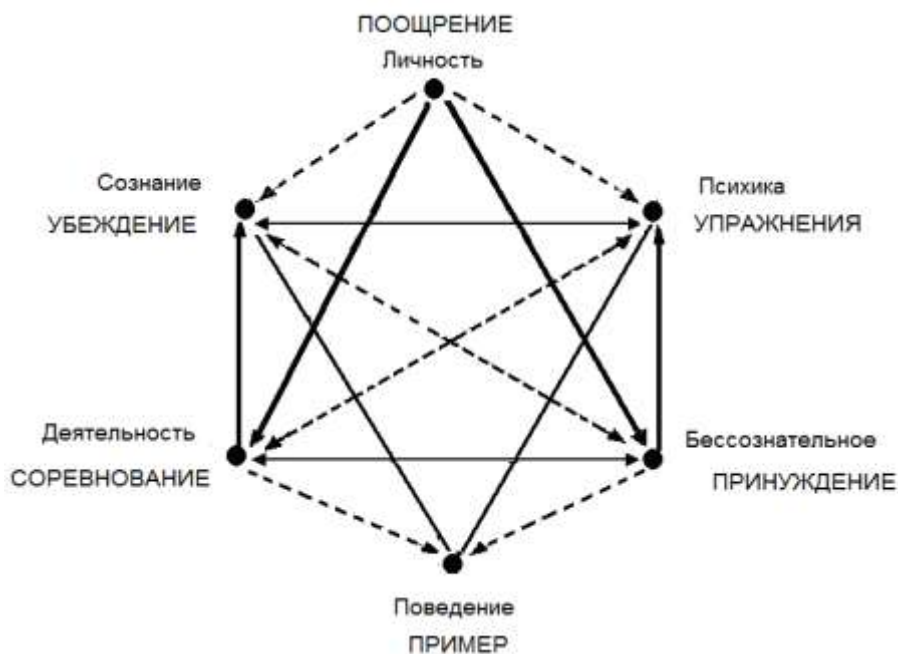 ПООЩРЕНИЕ
Личность
Сознание
УБЕЖДЕНИЕ
Психика
УПРАЖНЕНИЯ
Деятельность
СОРЕВНОВАНИЕ
Бессознательное
ПРИНУЖДЕНИЕ
Поведение
ПРИМЕР